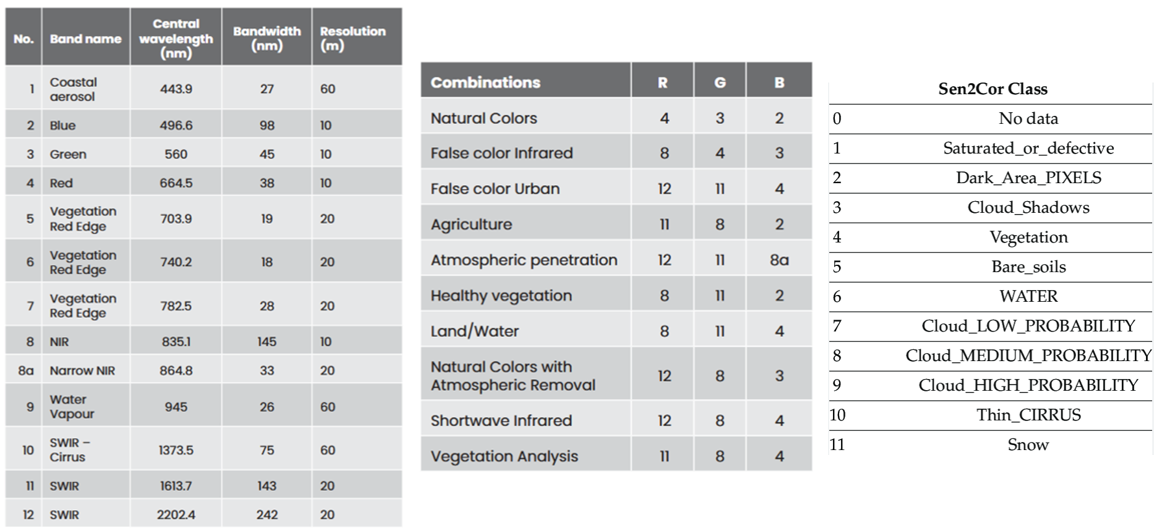 No. Band name Central wavelength (nm) Bandwidth (nm) Resolution (m)
1 Coastal aerosol 443.9 27 60
2 Blue 496.6 98 10
3 Green 560 45 10
4 Red 664.5 38 10
5 Vegetation Red Edge 703.9 19 20
6 Vegetation Red Edge 740.2 18 20
7 Vegetation Red Edge 782.5 28 20
8 NIR 835.1 145 10
8a Narrow NIR 864.8 33 20
9 Water Vapour 945 26 60
10 SWIR – Cirrus 1373.5 75 60
11 SWIR 1613.7 143 20
12 SWIR 2202.4 242 20
Combinations R G B
Natural Colors 4 3 2
False color Infrared 8 4 3
False color Urban 12 11 4
Agriculture 11 8 2
Atmospheric penetration 12 11 8a
Healthy vegetation 8 11 2
Land/Water 8 11 4
Natural Colors with Atmospheric Removal 12 8 3
Shortwave Infrared 12 8 4
Vegetation Analysis 11 8 4
Sen2Cor Class
0 No data
1 Saturated_or_defective
2 Dark_Area_PIXELS
3 Cloud_Shadows
4 Vegetation
5 Bare_soils
6 WATER
7 Cloud_LOW_PROBABILITY
8 Cloud_MEDIUM_PROBABILITY
9 Cloud_HIGH_PROBABILITY
10 Thin_CIRRUS
11 Snow